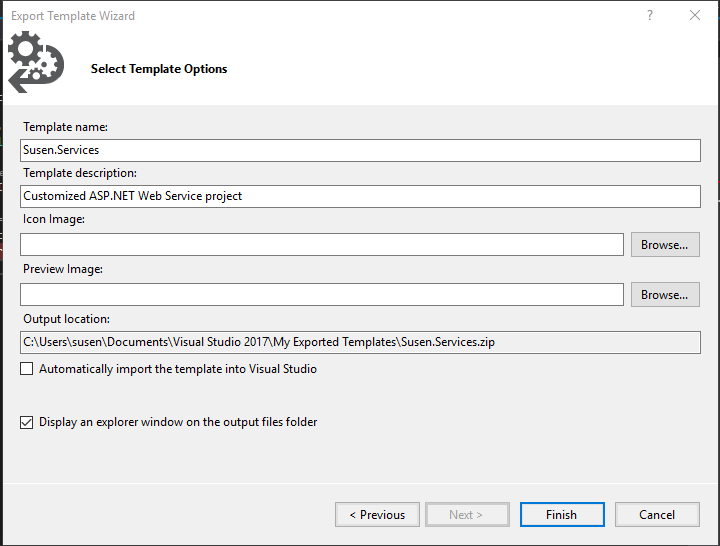 Export Template Wizard
?
Select Template Options
Template name:
Susen.Services
Template description:
Customized ASP.NET Web Service project
Icon Image:
Browse...
Preview Image:
Browse...
Output location:
C:\Users\susen\Documents\Visual Studio 2017\My Exported Templates\Susen.Services.zip
Automatically import the template into Visual Studio
Display an explorer window on the output files folder
< Previous Next > Finish Cancel